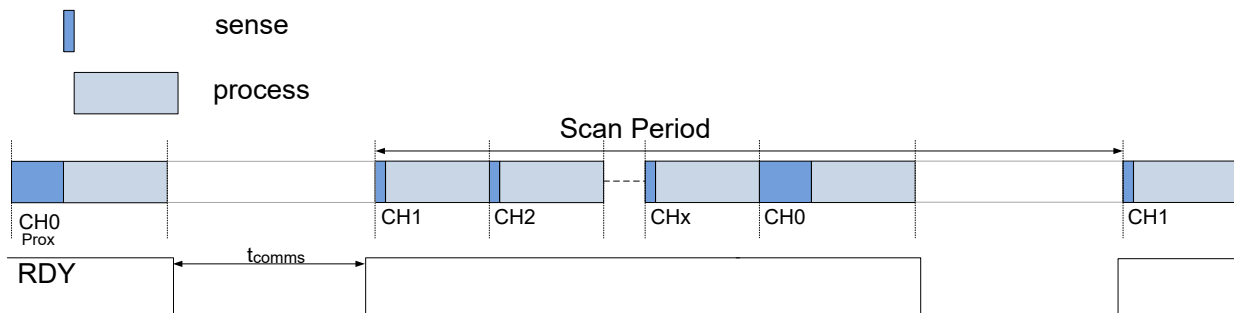 sense
process
Scan Period
CH0
Prox
CH1
CH2
CHx
CH0
CH1
tcomms
RDY